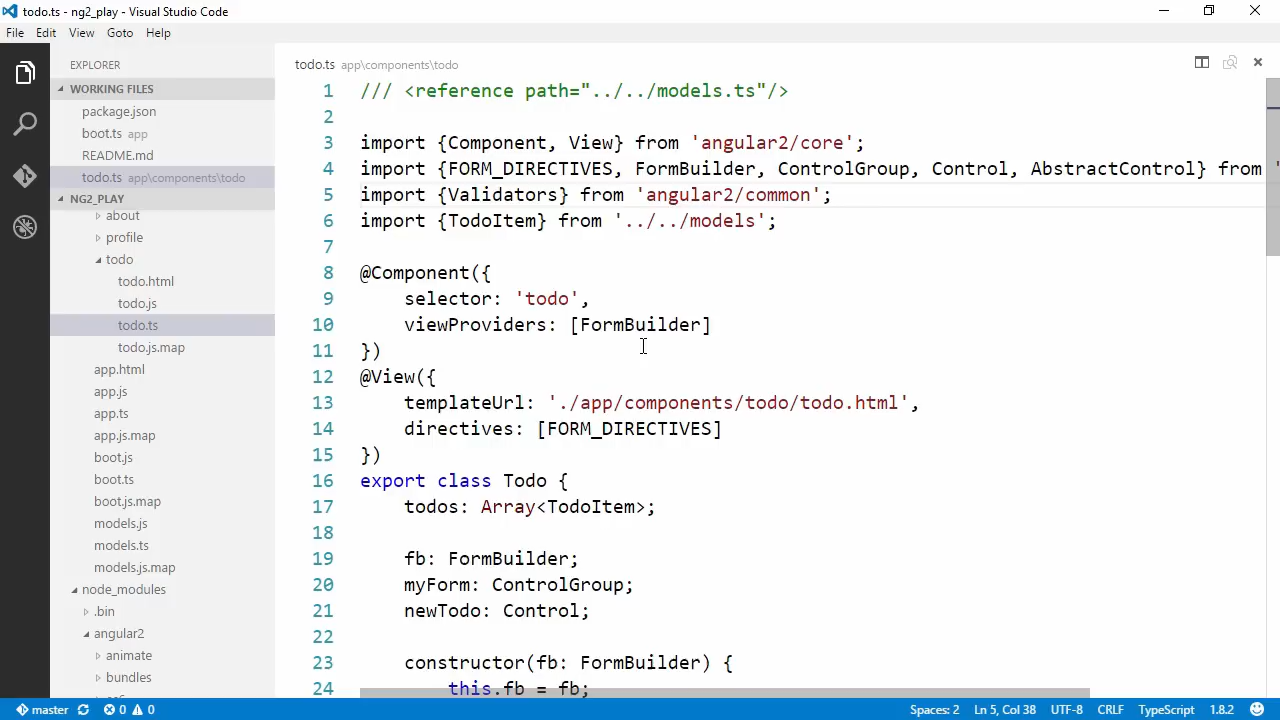 todo.ts - ng2_play - Visual Studio Code
File Edit View Goto Help
EXPLORER
WORKING FILES
package.json
boot.ts app
README.md
todo.ts app\components\todo
NG2_PLAY
about
profile
todo
todo.html
todo.js
todo.ts
todo.js.map
app.html
app.js
app.ts
app.js.map
boot.js
boot.ts
boot.js.map
models.js
models.ts
models.js.map
node_modules
.bin
angular2
animate
bundles
todo.ts app\components\todo
1 /// <reference path="../../models.ts"/>
2
3 import {Component, View} from 'angular2/core';
4 import {FORM_DIRECTIVES, FormBuilder, ControlGroup, Control, AbstractControl} from '
5 import {Validators} from 'angular2/common';
6 import {TodoItem} from '../../models';
7
8 @Component({
9 selector: 'todo',
10 viewProviders: [FormBuilder]
11 })
12 @View({
13 templateUrl: './app/components/todo/todo.html',
14 directives: [FORM_DIRECTIVES]
15 })
16 export class Todo {
17 todos: Array<TodoItem>;
18
19 fb: FormBuilder;
20 myForm: ControlGroup;
21 newTodo: Control;
22
23 constructor(fb: FormBuilder) {
24 this.fb = fb;
master 0 0 Spaces: 2 Ln 5, Col 38 UTF-8 CRLF TypeScript 1.8.2